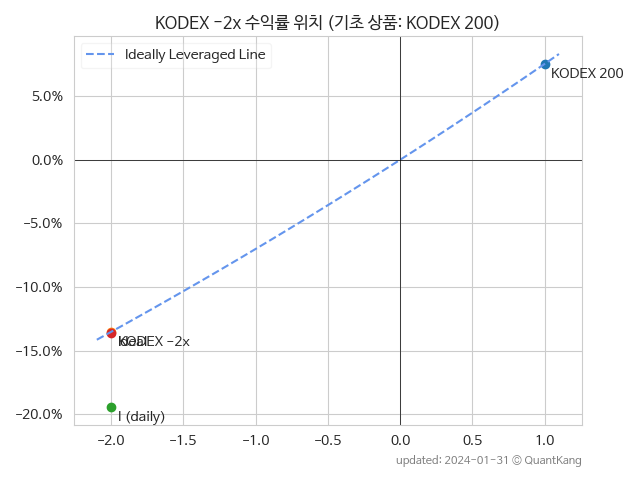 KODEX -2x 수익률 위치 (기초 상품: KODEX 200)
Ideally Leveraged Line
KODEX 200
5.0%
0.0%
-5.0%
-10.0%
-15.0%
-20.0%
KODEX -2x
I (daily)
-2.0 -1.5 -1.0 -0.5 0.0 0.5 1.0
updated: 2024-01-31 © QuantKang